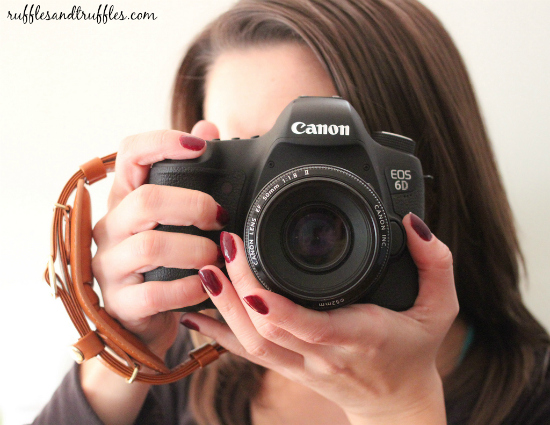 rufflesandtruffles.com
Canon
EOS
6D
CANON LENS EF 50mm 1:1.8 II
CANON INC.
ø52mm